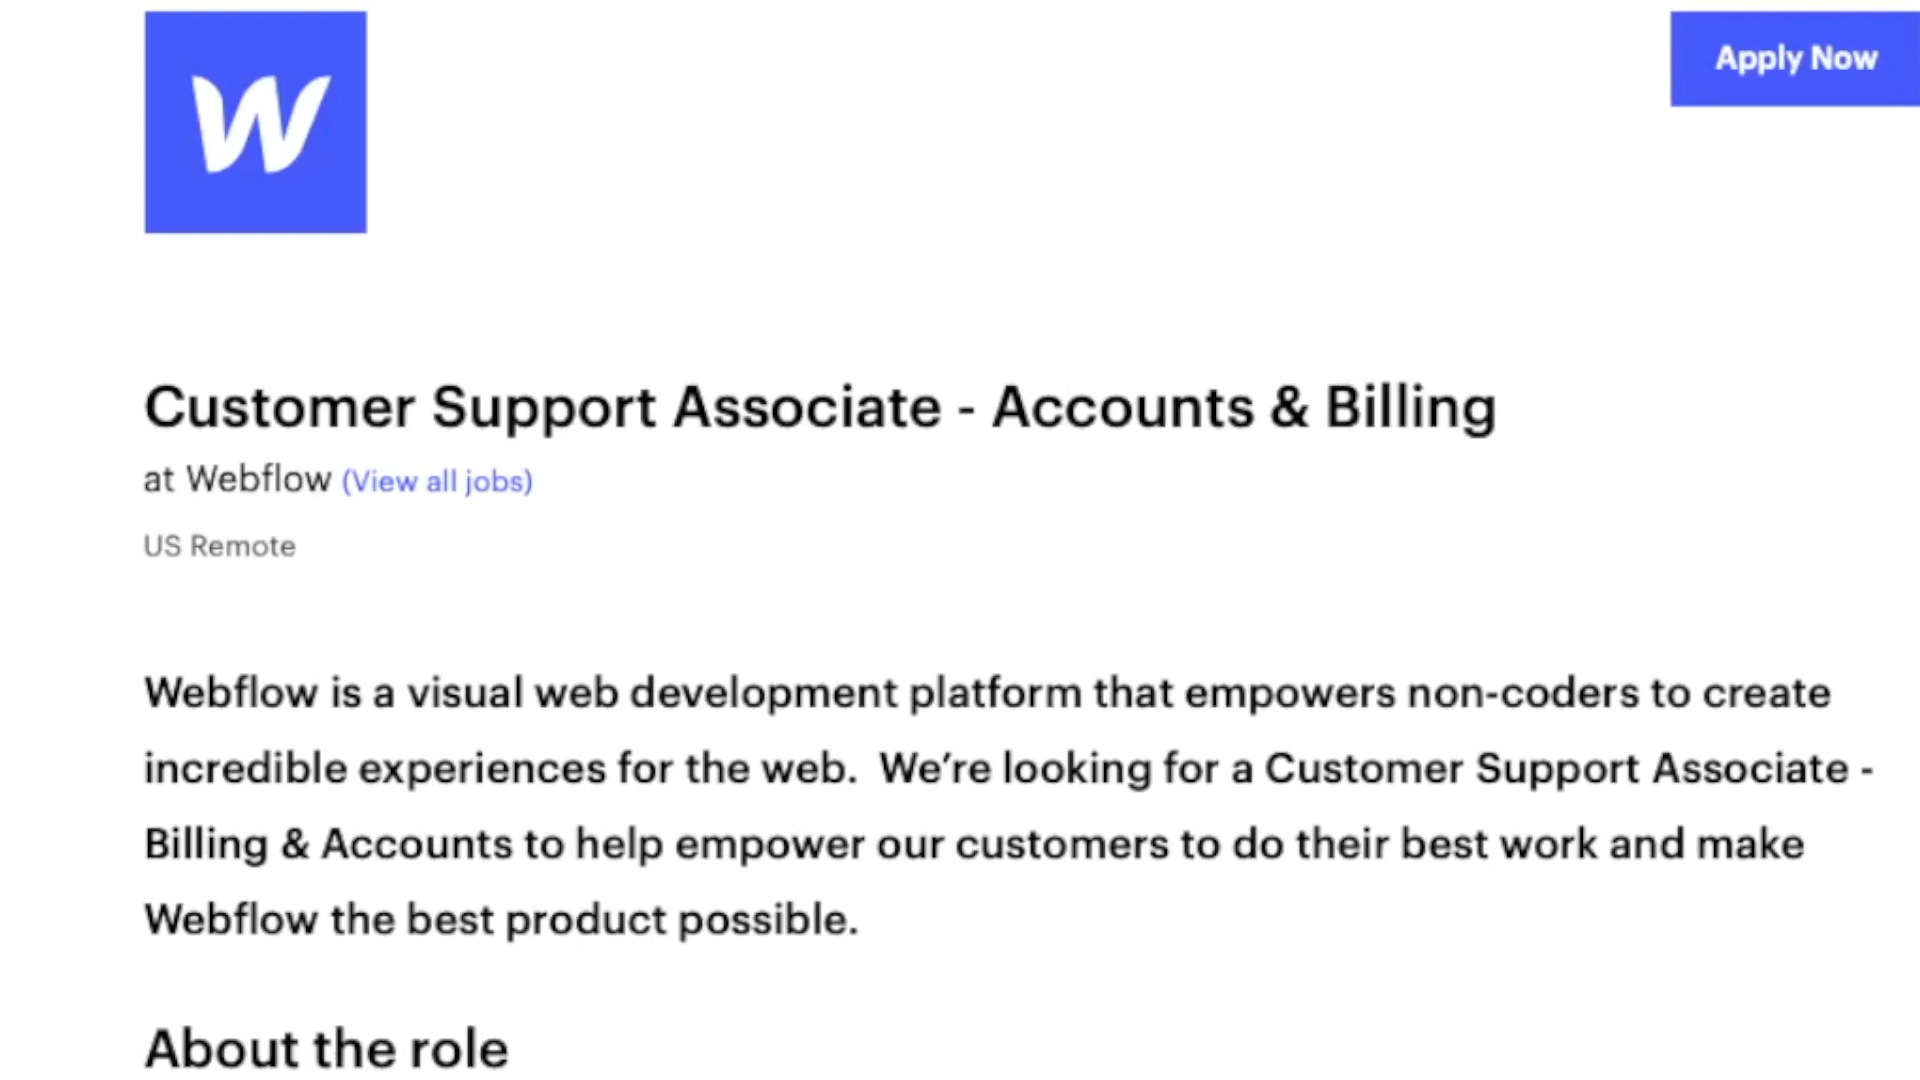 W
Apply Now
Customer Support Associate - Accounts & Billing
at Webflow (View all jobs)
US Remote
Webflow is a visual web development platform that empowers non-coders to create
incredible experiences for the web.  We’re looking for a Customer Support Associate -
Billing & Accounts to help empower our customers to do their best work and make
Webflow the best product possible.
About the role